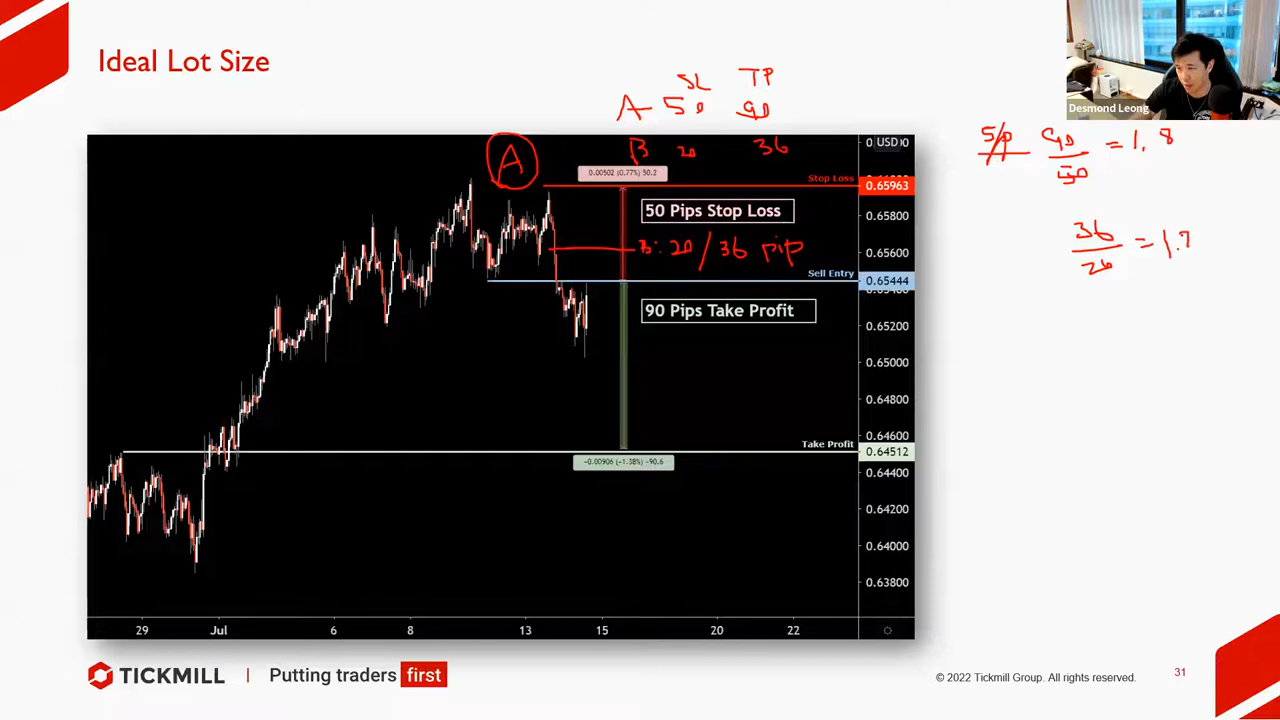 Ideal Lot Size
Desmond Leong
SL TP
A 50 90
B 20 36
A
90/50 = 1.8
36/20 = 1.7
0.00502 (0.77%) 50.2
USD
Stop Loss
0.65963
0.65800
50 Pips Stop Loss
B: 20/36 pip
0.65600
Sell Entry
0.65444
90 Pips Take Profit
0.65200
0.65000
0.64800
0.64600
Take Profit
0.64512
−0.00906 (−1.38%) −90.6
0.64400
0.64200
0.64000
0.63800
29 Jul 6 8 13 15 20 22
TICKMILL Putting traders first
© 2022 Tickmill Group. All rights reserved.
31